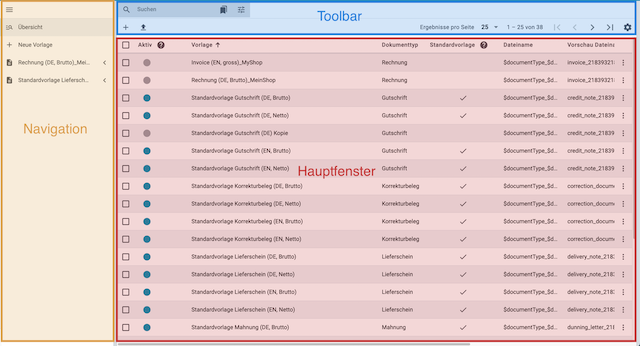 Suchen
Toolbar
Ergebnisse pro Seite 25 1 – 25 von 38
Übersicht
Neue Vorlage
Rechnung (DE, Brutto)_Mei...
Standardvorlage Liefersch...
Navigation
Aktiv Vorlage Dokumenttyp Standardvorlage Dateiname Vorschau Dateina
Invoice (EN, gross)_MyShop Rechnung $documentType_$d... invoice_21839321
Rechnung (DE, Brutto)_MeinShop Rechnung $documentType_$d... invoice_21839321
Standardvorlage Gutschrift (DE, Brutto) Gutschrift $documentType_$d... credit_note_21839
Standardvorlage Gutschrift (DE, Netto) Gutschrift $documentType_$d... credit_note_21839
Standardvorlage Gutschrift (DE) Kopie Gutschrift $documentType_$d... credit_note_21839
Standardvorlage Gutschrift (EN, Brutto) Gutschrift $documentType_$d... credit_note_21839
Standardvorlage Gutschrift (EN, Netto) Gutschrift $documentType_$d... credit_note_21839
Hauptfenster
Standardvorlage Korrekturbeleg (DE, Brutto) Korrekturbeleg $documentType_$d... correction_docume
Standardvorlage Korrekturbeleg (DE, Netto) Korrekturbeleg $documentType_$d... correction_docume
Standardvorlage Korrekturbeleg (EN, Brutto) Korrekturbeleg $documentType_$d... correction_docume
Standardvorlage Korrekturbeleg (EN, Netto) Korrekturbeleg $documentType_$d... correction_docume
Standardvorlage Lieferschein (DE, Brutto) Lieferschein $documentType_$d... delivery_note_2183
Standardvorlage Lieferschein (DE, Netto) Lieferschein $documentType_$d... delivery_note_2183
Standardvorlage Lieferschein (EN, Brutto) Lieferschein $documentType_$d... delivery_note_2183
Standardvorlage Lieferschein (EN, Netto) Lieferschein $documentType_$d... delivery_note_2183
Standardvorlage Mahnung (DE, Brutto) Mahnung $documentType_$d... dunning_letter_218